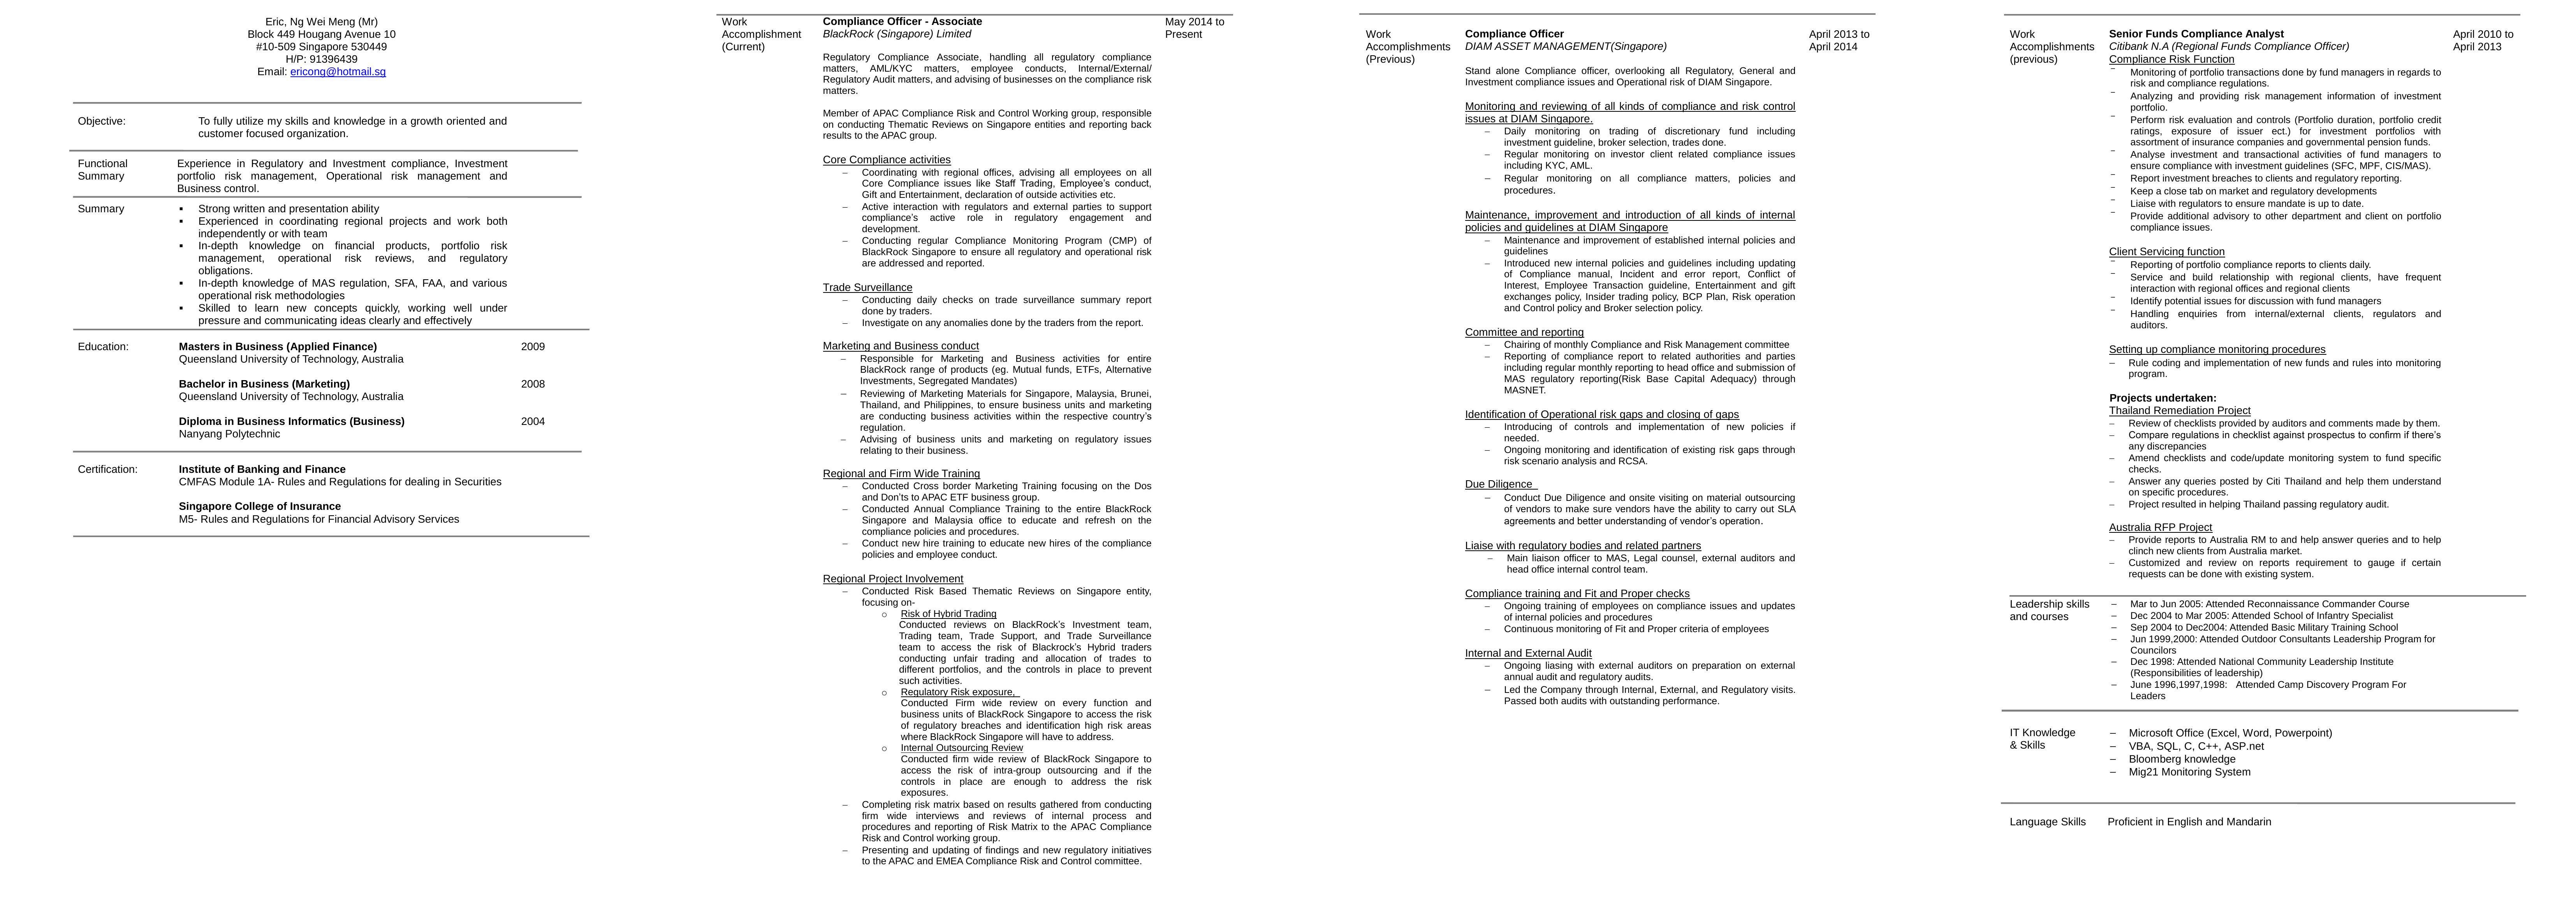 Eric, Ng Wei Meng (Mr)
Block 449 Hougang Avenue 10
#10-509 Singapore 530449
H/P: 91396439
Email: ericong@hotmail.sg
Objective: To fully utilize my skills and knowledge in a growth oriented and
customer focused organization.
Functional Experience in Regulatory and Investment compliance, Investment
Summary portfolio risk management, Operational risk management and
Business control.
Summary ▪ Strong written and presentation ability
▪ Experienced in coordinating regional projects and work both
independently or with team
▪ In-depth knowledge on financial products, portfolio risk
management, operational risk reviews, and regulatory
obligations.
▪ In-depth knowledge of MAS regulation, SFA, FAA, and various
operational risk methodologies
▪ Skilled to learn new concepts quickly, working well under
pressure and communicating ideas clearly and effectively
Education: Masters in Business (Applied Finance) 2009
Queensland University of Technology, Australia
Bachelor in Business (Marketing) 2008
Queensland University of Technology, Australia
Diploma in Business Informatics (Business) 2004
Nanyang Polytechnic
Certification: Institute of Banking and Finance
CMFAS Module 1A- Rules and Regulations for dealing in Securities
Singapore College of Insurance
M5- Rules and Regulations for Financial Advisory Services
Work Compliance Officer - Associate May 2014 to
Accomplishment BlackRock (Singapore) Limited Present
(Current)
Regulatory Compliance Associate, handling all regulatory compliance
matters, AML/KYC matters, employee conducts, Internal/External/
Regulatory Audit matters, and advising of businesses on the compliance risk
matters.
Member of APAC Compliance Risk and Control Working group, responsible
on conducting Thematic Reviews on Singapore entities and reporting back
results to the APAC group.
Core Compliance activities
– Coordinating with regional offices, advising all employees on all
Core Compliance issues like Staff Trading, Employee's conduct,
Gift and Entertainment, declaration of outside activities etc.
– Active interaction with regulators and external parties to support
compliance's active role in regulatory engagement and
development.
– Conducting regular Compliance Monitoring Program (CMP) of
BlackRock Singapore to ensure all regulatory and operational risk
are addressed and reported.
Trade Surveillance
– Conducting daily checks on trade surveillance summary report
done by traders.
– Investigate on any anomalies done by the traders from the report.
Marketing and Business conduct
– Responsible for Marketing and Business activities for entire
BlackRock range of products (eg. Mutual funds, ETFs, Alternative
Investments, Segregated Mandates)
– Reviewing of Marketing Materials for Singapore, Malaysia, Brunei,
Thailand, and Philippines, to ensure business units and marketing
are conducting business activities within the respective country's
regulation.
– Advising of business units and marketing on regulatory issues
relating to their business.
Regional and Firm Wide Training
– Conducted Cross border Marketing Training focusing on the Dos
and Don'ts to APAC ETF business group.
– Conducted Annual Compliance Training to the entire BlackRock
Singapore and Malaysia office to educate and refresh on the
compliance policies and procedures.
– Conduct new hire training to educate new hires of the compliance
policies and employee conduct.
Regional Project Involvement
– Conducted Risk Based Thematic Reviews on Singapore entity,
focusing on-
o Risk of Hybrid Trading
Conducted reviews on BlackRock's Investment team,
Trading team, Trade Support, and Trade Surveillance
team to access the risk of Blackrock's Hybrid traders
conducting unfair trading and allocation of trades to
different portfolios, and the controls in place to prevent
such activities.
o Regulatory Risk exposure,
Conducted Firm wide review on every function and
business units of BlackRock Singapore to access the risk
of regulatory breaches and identification high risk areas
where BlackRock Singapore will have to address.
o Internal Outsourcing Review
Conducted firm wide review of BlackRock Singapore to
access the risk of intra-group outsourcing and if the
controls in place are enough to address the risk
exposures.
– Completing risk matrix based on results gathered from conducting
firm wide interviews and reviews of internal process and
procedures and reporting of Risk Matrix to the APAC Compliance
Risk and Control working group.
– Presenting and updating of findings and new regulatory initiatives
to the APAC and EMEA Compliance Risk and Control committee.
Work Compliance Officer April 2013 to
Accomplishments DIAM ASSET MANAGEMENT(Singapore) April 2014
(Previous)
Stand alone Compliance officer, overlooking all Regulatory, General and
Investment compliance issues and Operational risk of DIAM Singapore.
Monitoring and reviewing of all kinds of compliance and risk control
issues at DIAM Singapore.
– Daily monitoring on trading of discretionary fund including
investment guideline, broker selection, trades done.
– Regular monitoring on investor client related compliance issues
including KYC, AML.
– Regular monitoring on all compliance matters, policies and
procedures.
Maintenance, improvement and introduction of all kinds of internal
policies and guidelines at DIAM Singapore
– Maintenance and improvement of established internal policies and
guidelines
– Introduced new internal policies and guidelines including updating
of Compliance manual, Incident and error report, Conflict of
Interest, Employee Transaction guideline, Entertainment and gift
exchanges policy, Insider trading policy, BCP Plan, Risk operation
and Control policy and Broker selection policy.
Committee and reporting
– Chairing of monthly Compliance and Risk Management committee
– Reporting of compliance report to related authorities and parties
including regular monthly reporting to head office and submission of
MAS regulatory reporting(Risk Base Capital Adequacy) through
MASNET.
Identification of Operational risk gaps and closing of gaps
– Introducing of controls and implementation of new policies if
needed.
– Ongoing monitoring and identification of existing risk gaps through
risk scenario analysis and RCSA.
Due Diligence
– Conduct Due Diligence and onsite visiting on material outsourcing
of vendors to make sure vendors have the ability to carry out SLA
agreements and better understanding of vendor's operation.
Liaise with regulatory bodies and related partners
– Main liaison officer to MAS, Legal counsel, external auditors and
head office internal control team.
Compliance training and Fit and Proper checks
– Ongoing training of employees on compliance issues and updates
of internal policies and procedures
– Continuous monitoring of Fit and Proper criteria of employees
Internal and External Audit
– Ongoing liasing with external auditors on preparation on external
annual audit and regulatory audits.
– Led the Company through Internal, External, and Regulatory visits.
Passed both audits with outstanding performance.
Work Senior Funds Compliance Analyst April 2010 to
Accomplishments Citibank N.A (Regional Funds Compliance Officer) April 2013
(previous) Compliance Risk Function
– Monitoring of portfolio transactions done by fund managers in regards to
risk and compliance regulations.
– Analyzing and providing risk management information of investment
portfolio.
– Perform risk evaluation and controls (Portfolio duration, portfolio credit
ratings, exposure of issuer ect.) for investment portfolios with
assortment of insurance companies and governmental pension funds.
– Analyse investment and transactional activities of fund managers to
ensure compliance with investment guidelines (SFC, MPF, CIS/MAS).
– Report investment breaches to clients and regulatory reporting.
– Keep a close tab on market and regulatory developments
– Liaise with regulators to ensure mandate is up to date.
– Provide additional advisory to other department and client on portfolio
compliance issues.
Client Servicing function
– Reporting of portfolio compliance reports to clients daily.
– Service and build relationship with regional clients, have frequent
interaction with regional offices and regional clients
– Identify potential issues for discussion with fund managers
– Handling enquiries from internal/external clients, regulators and
auditors.
Setting up compliance monitoring procedures
– Rule coding and implementation of new funds and rules into monitoring
program.
Projects undertaken:
Thailand Remediation Project
– Review of checklists provided by auditors and comments made by them.
– Compare regulations in checklist against prospectus to confirm if there's
any discrepancies
– Amend checklists and code/update monitoring system to fund specific
checks.
– Answer any queries posted by Citi Thailand and help them understand
on specific procedures.
– Project resulted in helping Thailand passing regulatory audit.
Australia RFP Project
– Provide reports to Australia RM to and help answer queries and to help
clinch new clients from Australia market.
– Customized and review on reports requirement to gauge if certain
requests can be done with existing system.
Leadership skills – Mar to Jun 2005: Attended Reconnaissance Commander Course
and courses – Dec 2004 to Mar 2005: Attended School of Infantry Specialist
– Sep 2004 to Dec2004: Attended Basic Military Training School
– Jun 1999,2000: Attended Outdoor Consultants Leadership Program for
Councilors
– Dec 1998: Attended National Community Leadership Institute
(Responsibilities of leadership)
– June 1996,1997,1998: Attended Camp Discovery Program For
Leaders
IT Knowledge – Microsoft Office (Excel, Word, Powerpoint)
& Skills – VBA, SQL, C, C++, ASP.net
– Bloomberg knowledge
– Mig21 Monitoring System
Language Skills Proficient in English and Mandarin